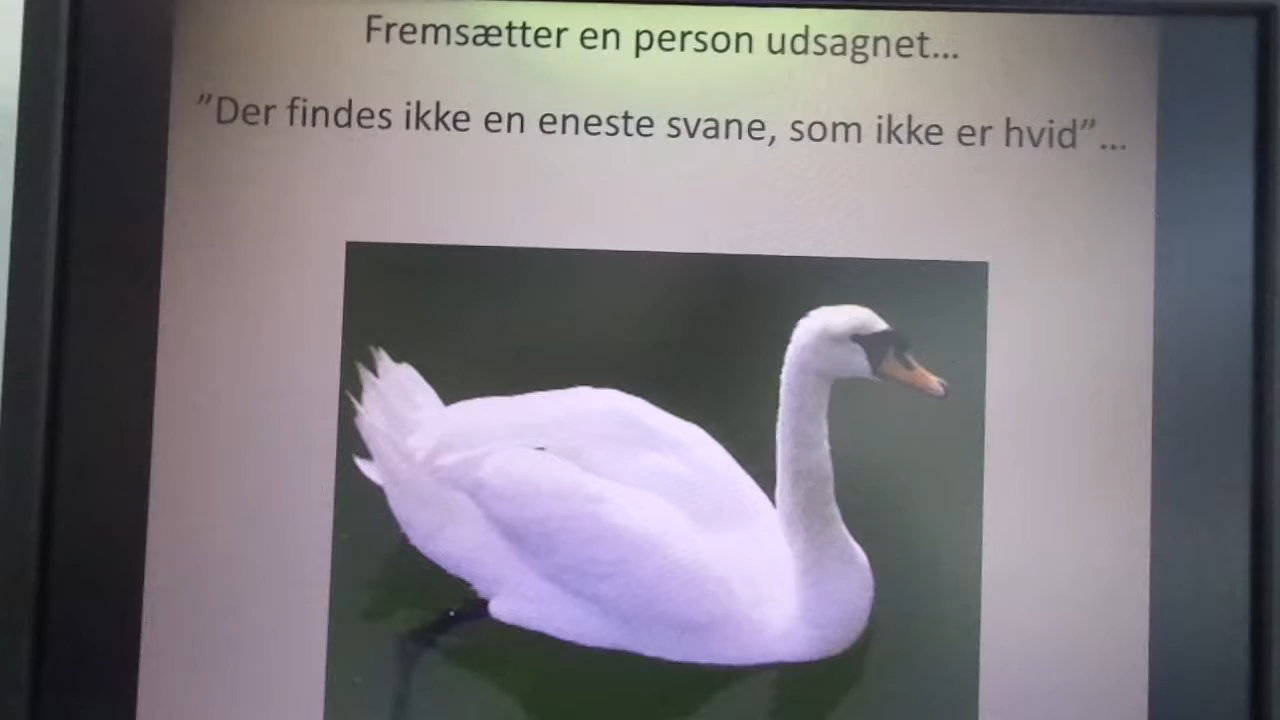 Fremsætter en person udsagnet...
”Der findes ikke en eneste svane, som ikke er hvid”...